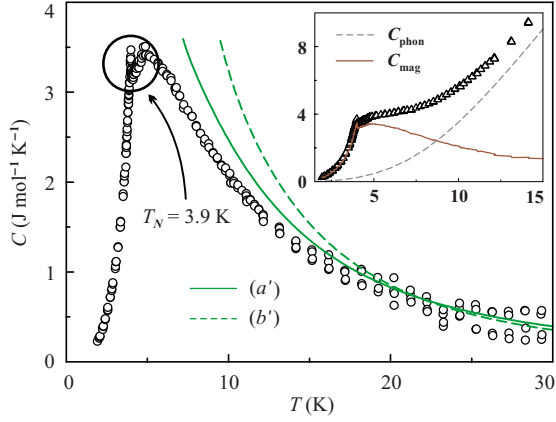 4
3
2
1
0
C (J mol⁻¹ K⁻¹)
0
10
20
30
T (K)
T_N = 3.9 K
(a′)
(b′)
8
4
0
5
10
15
C_phon
C_mag